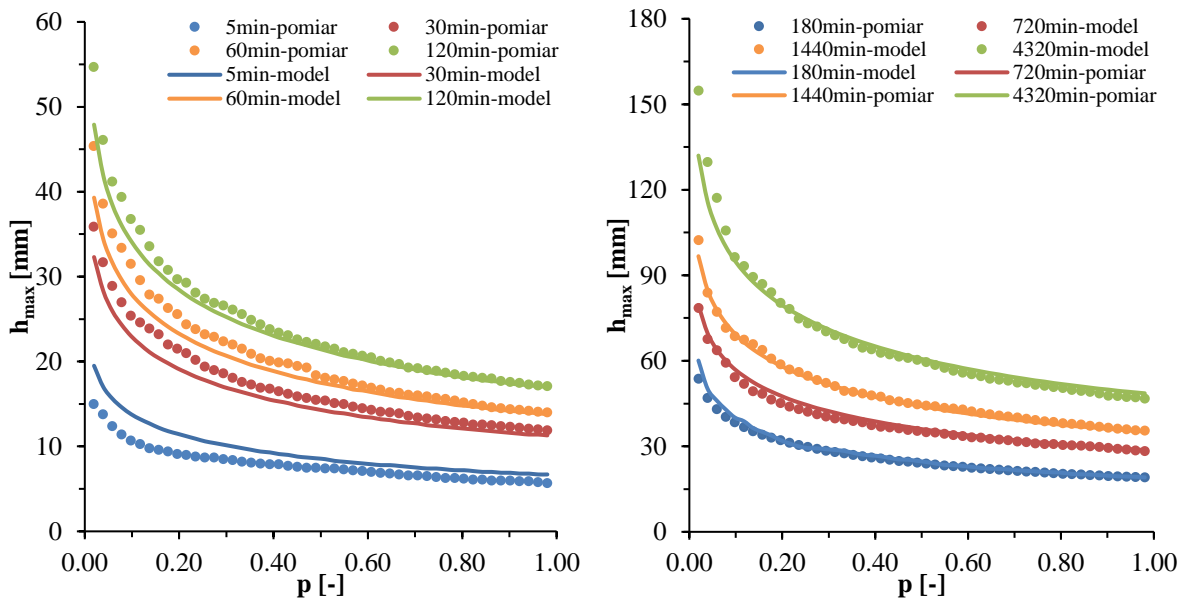 60
50
40
30
20
10
0
h_max [mm]
5min-pomiar 30min-pomiar
60min-pomiar 120min-pomiar
5min-model 30min-model
60min-model 120min-model
0.00 0.20 0.40 0.60 0.80 1.00
p [-]
180
150
120
90
60
30
0
h_max [mm]
180min-pomiar 720min-model
1440min-model 4320min-model
180min-model 720min-pomiar
1440min-pomiar 4320min-pomiar
0.00 0.20 0.40 0.60 0.80 1.00
p [-]